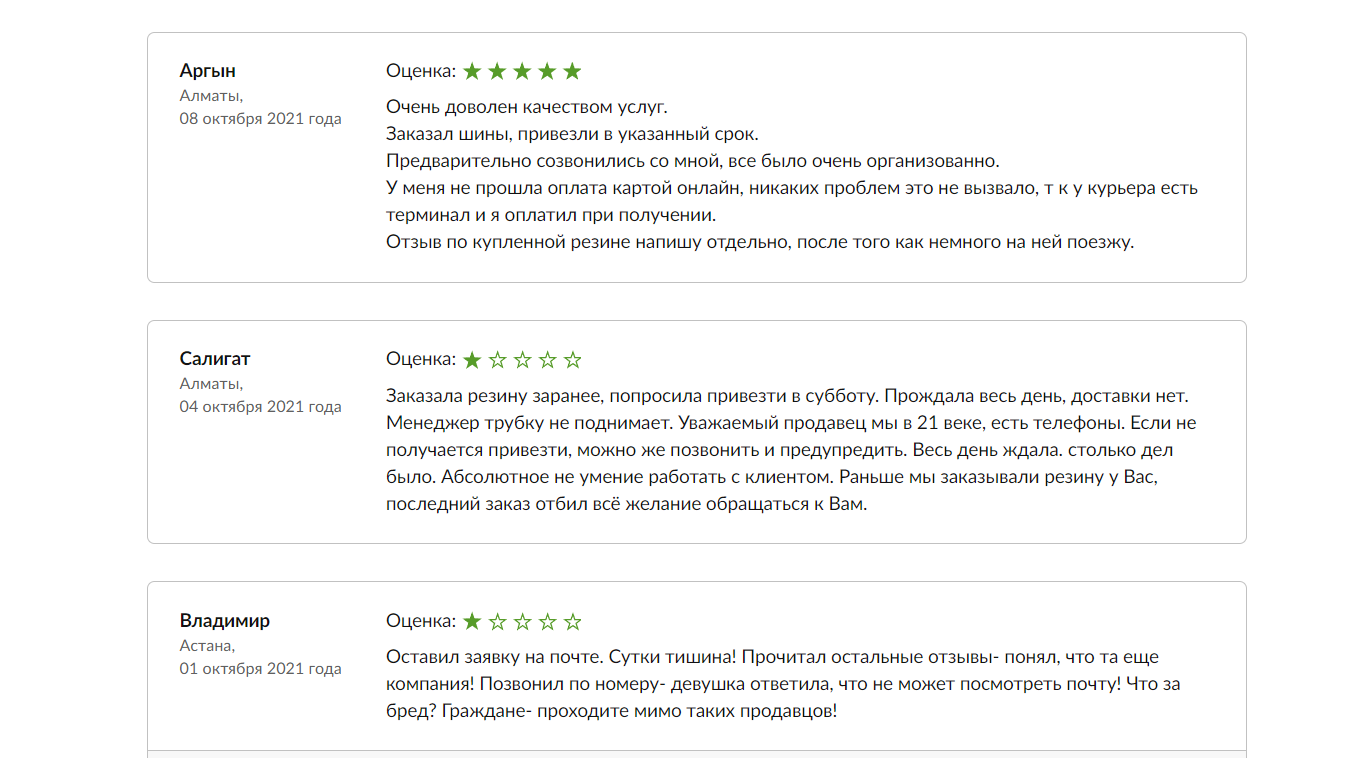 Аргын
Алматы,
08 октября 2021 года
Оценка:
Очень доволен качеством услуг.
Заказал шины, привезли в указанный срок.
Предварительно созвонились со мной, все было очень организованно.
У меня не прошла оплата картой онлайн, никаких проблем это не вызвало, т к у курьера есть
терминал и я оплатил при получении.
Отзыв по купленной резине напишу отдельно, после того как немного на ней поезжу.
Салигат
Алматы,
04 октября 2021 года
Оценка:
Заказала резину заранее, попросила привезти в субботу. Прождала весь день, доставки нет.
Менеджер трубку не поднимает. Уважаемый продавец мы в 21 веке, есть телефоны. Если не
получается привезти, можно же позвонить и предупредить. Весь день ждала. столько дел
было. Абсолютное не умение работать с клиентом. Раньше мы заказывали резину у Вас,
последний заказ отбил всё желание обращаться к Вам.
Владимир
Астана,
01 октября 2021 года
Оценка:
Оставил заявку на почте. Сутки тишина! Прочитал остальные отзывы- понял, что та еще
компания! Позвонил по номеру- девушка ответила, что не может посмотреть почту! Что за
бред? Граждане- проходите мимо таких продавцов!